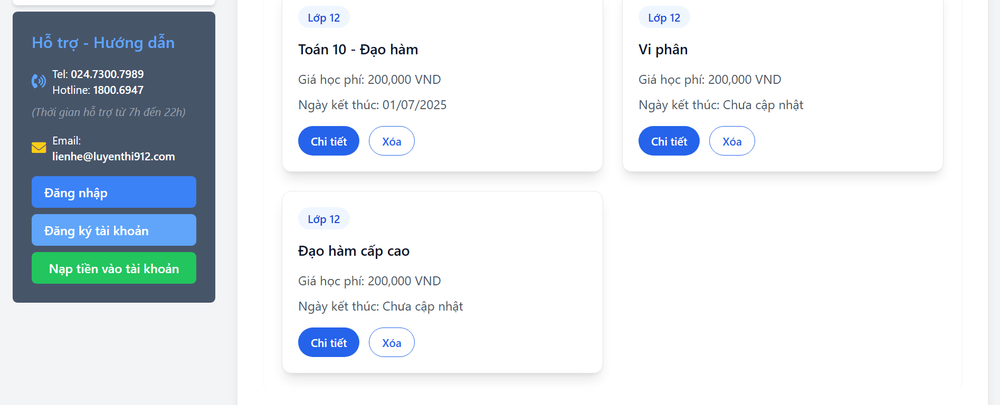 Hỗ trợ - Hướng dẫn
Tel: 024.7300.7989
Hotline: 1800.6947
(Thời gian hỗ trợ từ 7h đến 22h)
Email:
lienhe@luyenthi912.com
Đăng nhập
Đăng ký tài khoản
Nạp tiền vào tài khoản
Lớp 12
Toán 10 - Đạo hàm
Giá học phí: 200,000 VND
Ngày kết thúc: 01/07/2025
Chi tiết
Xóa
Lớp 12
Vi phân
Giá học phí: 200,000 VND
Ngày kết thúc: Chưa cập nhật
Chi tiết
Xóa
Lớp 12
Đạo hàm cấp cao
Giá học phí: 200,000 VND
Ngày kết thúc: Chưa cập nhật
Chi tiết
Xóa